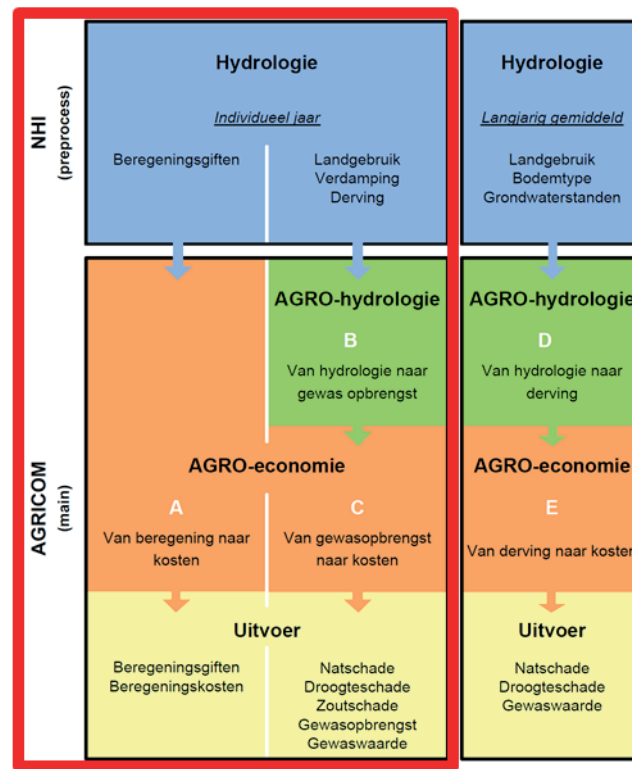 NHI
(preprocess)
Hydrologie
Individueel jaar
Beregeningsgiften
Landgebruik
Verdamping
Derving
Hydrologie
Langjarig gemiddeld
Landgebruik
Bodemtype
Grondwaterstanden
AGRICOM
(main)
AGRO-hydrologie
B
Van hydrologie naar
gewas opbrengst
AGRO-economie
A
Van beregening naar
kosten
C
Van gewasopbrengst
naar kosten
Uitvoer
Beregeningsgiften
Beregeningskosten
Natschade
Droogteschade
Zoutschade
Gewasopbrengst
Gewaswaarde
AGRO-hydrologie
D
Van hydrologie naar
derving
AGRO-economie
E
Van derving naar kosten
Uitvoer
Natschade
Droogteschade
Gewaswaarde